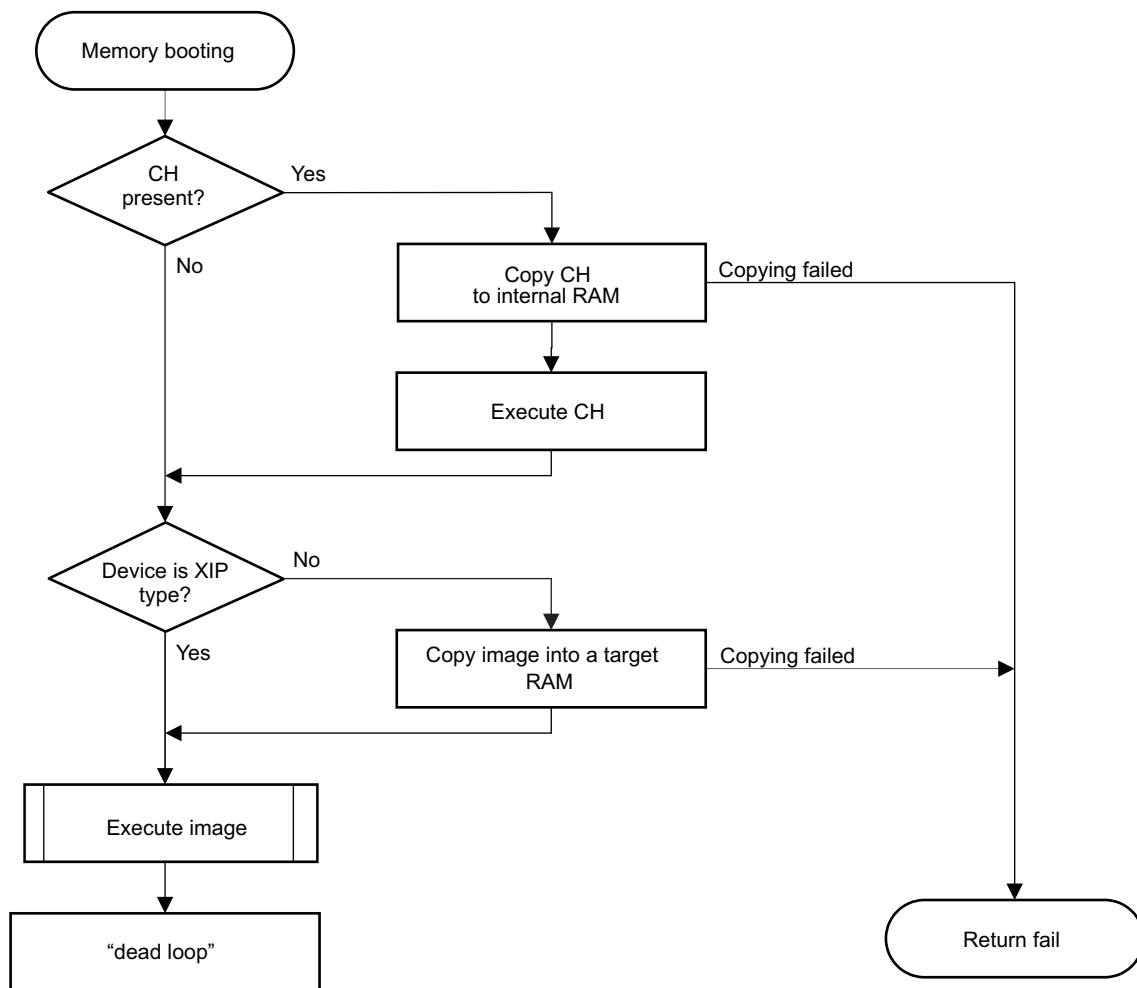 Memory booting
CH
present?
Yes
No
Copy CH
to internal RAM
Copying failed
Execute CH
Device is XIP
type?
No
Yes
Copy image into a target
RAM
Copying failed
Execute image
“dead loop”
Return fail